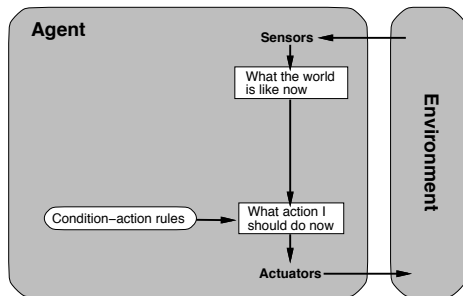 Agent
Sensors
What the world
is like now
Environment
Condition−action rules
What action I
should do now
Actuators